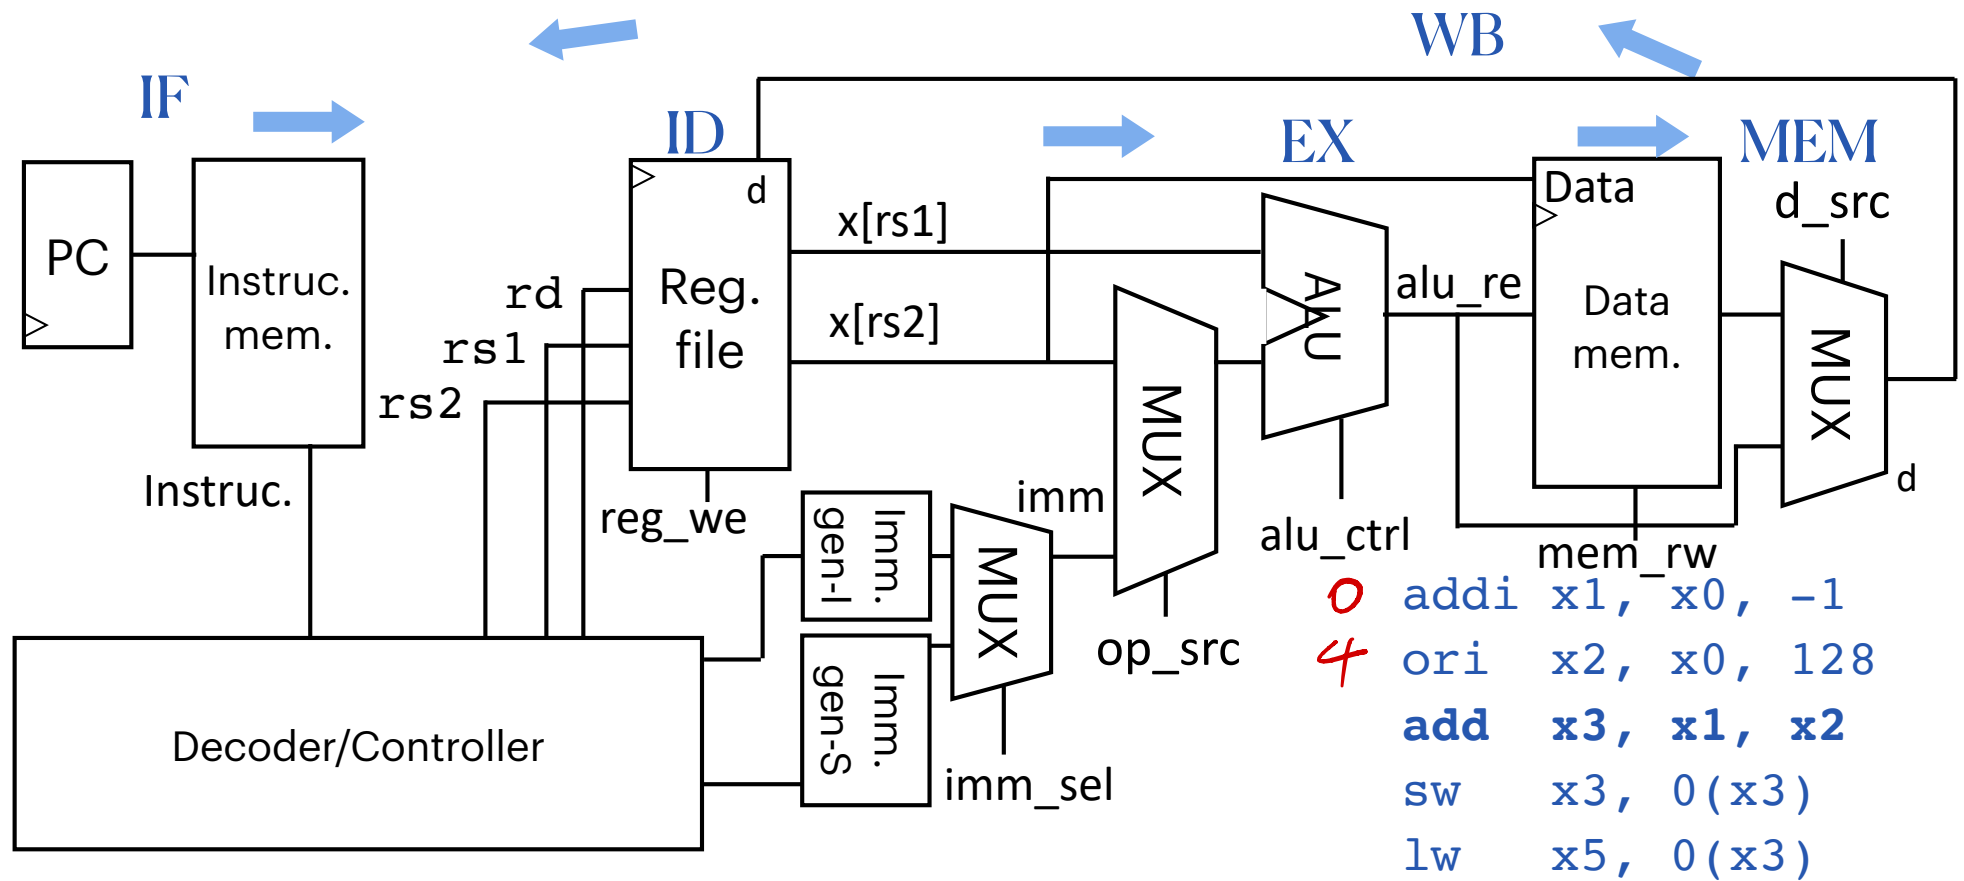 WB
IF
ID
EX
MEM
d
Data
d_src
PC
Instruc.
mem.
x[rs1]
rd
Reg.
file
ALU
alu_re
Data
mem.
rs1
x[rs2]
rs2
MUX
MUX
Instruc.
reg_we
imm
d
Imm.
gen-I
MUX
alu_ctrl
mem_rw
op_src
Imm.
gen-S
Decoder/Controller
imm_sel
0 addi x1, x0, -1
4 ori x2, x0, 128
add x3, x1, x2
sw x3, 0(x3)
lw x5, 0(x3)